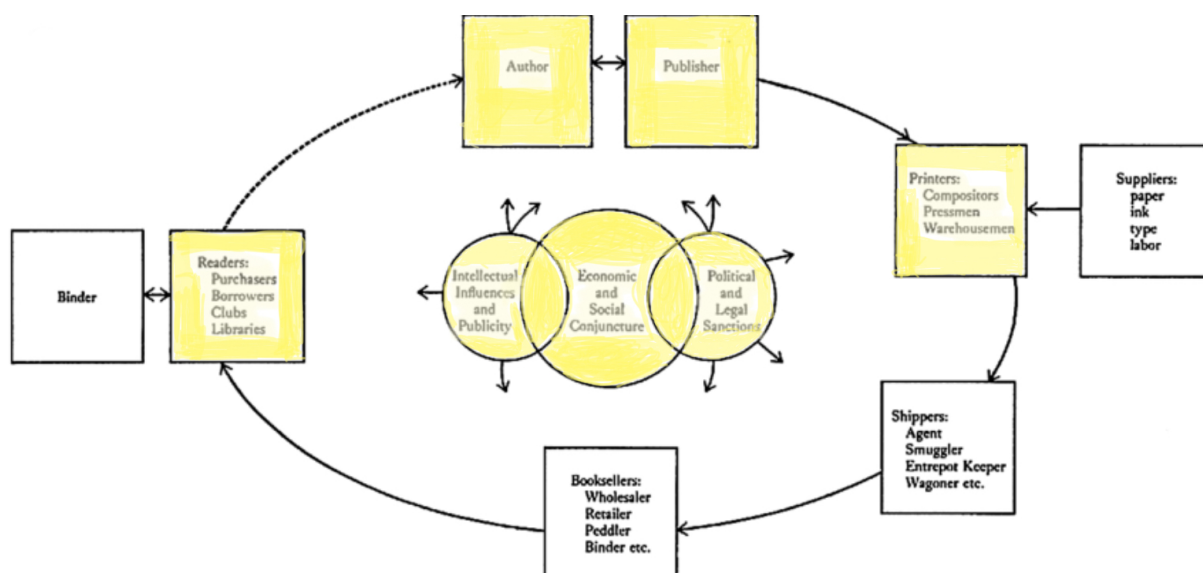 Author
Publisher
Printers:
Compositors
Pressmen
Warehousemen
Suppliers:
paper
ink
type
labor
Binder
Readers:
Purchasers
Borrowers
Clubs
Libraries
Intellectual
Influences
and
Publicity
Economic
and
Social
Conjuncture
Political
and
Legal
Sanctions
Shippers:
Agent
Smuggler
Entrepot Keeper
Wagoner etc.
Booksellers:
Wholesaler
Retailer
Peddler
Binder etc.